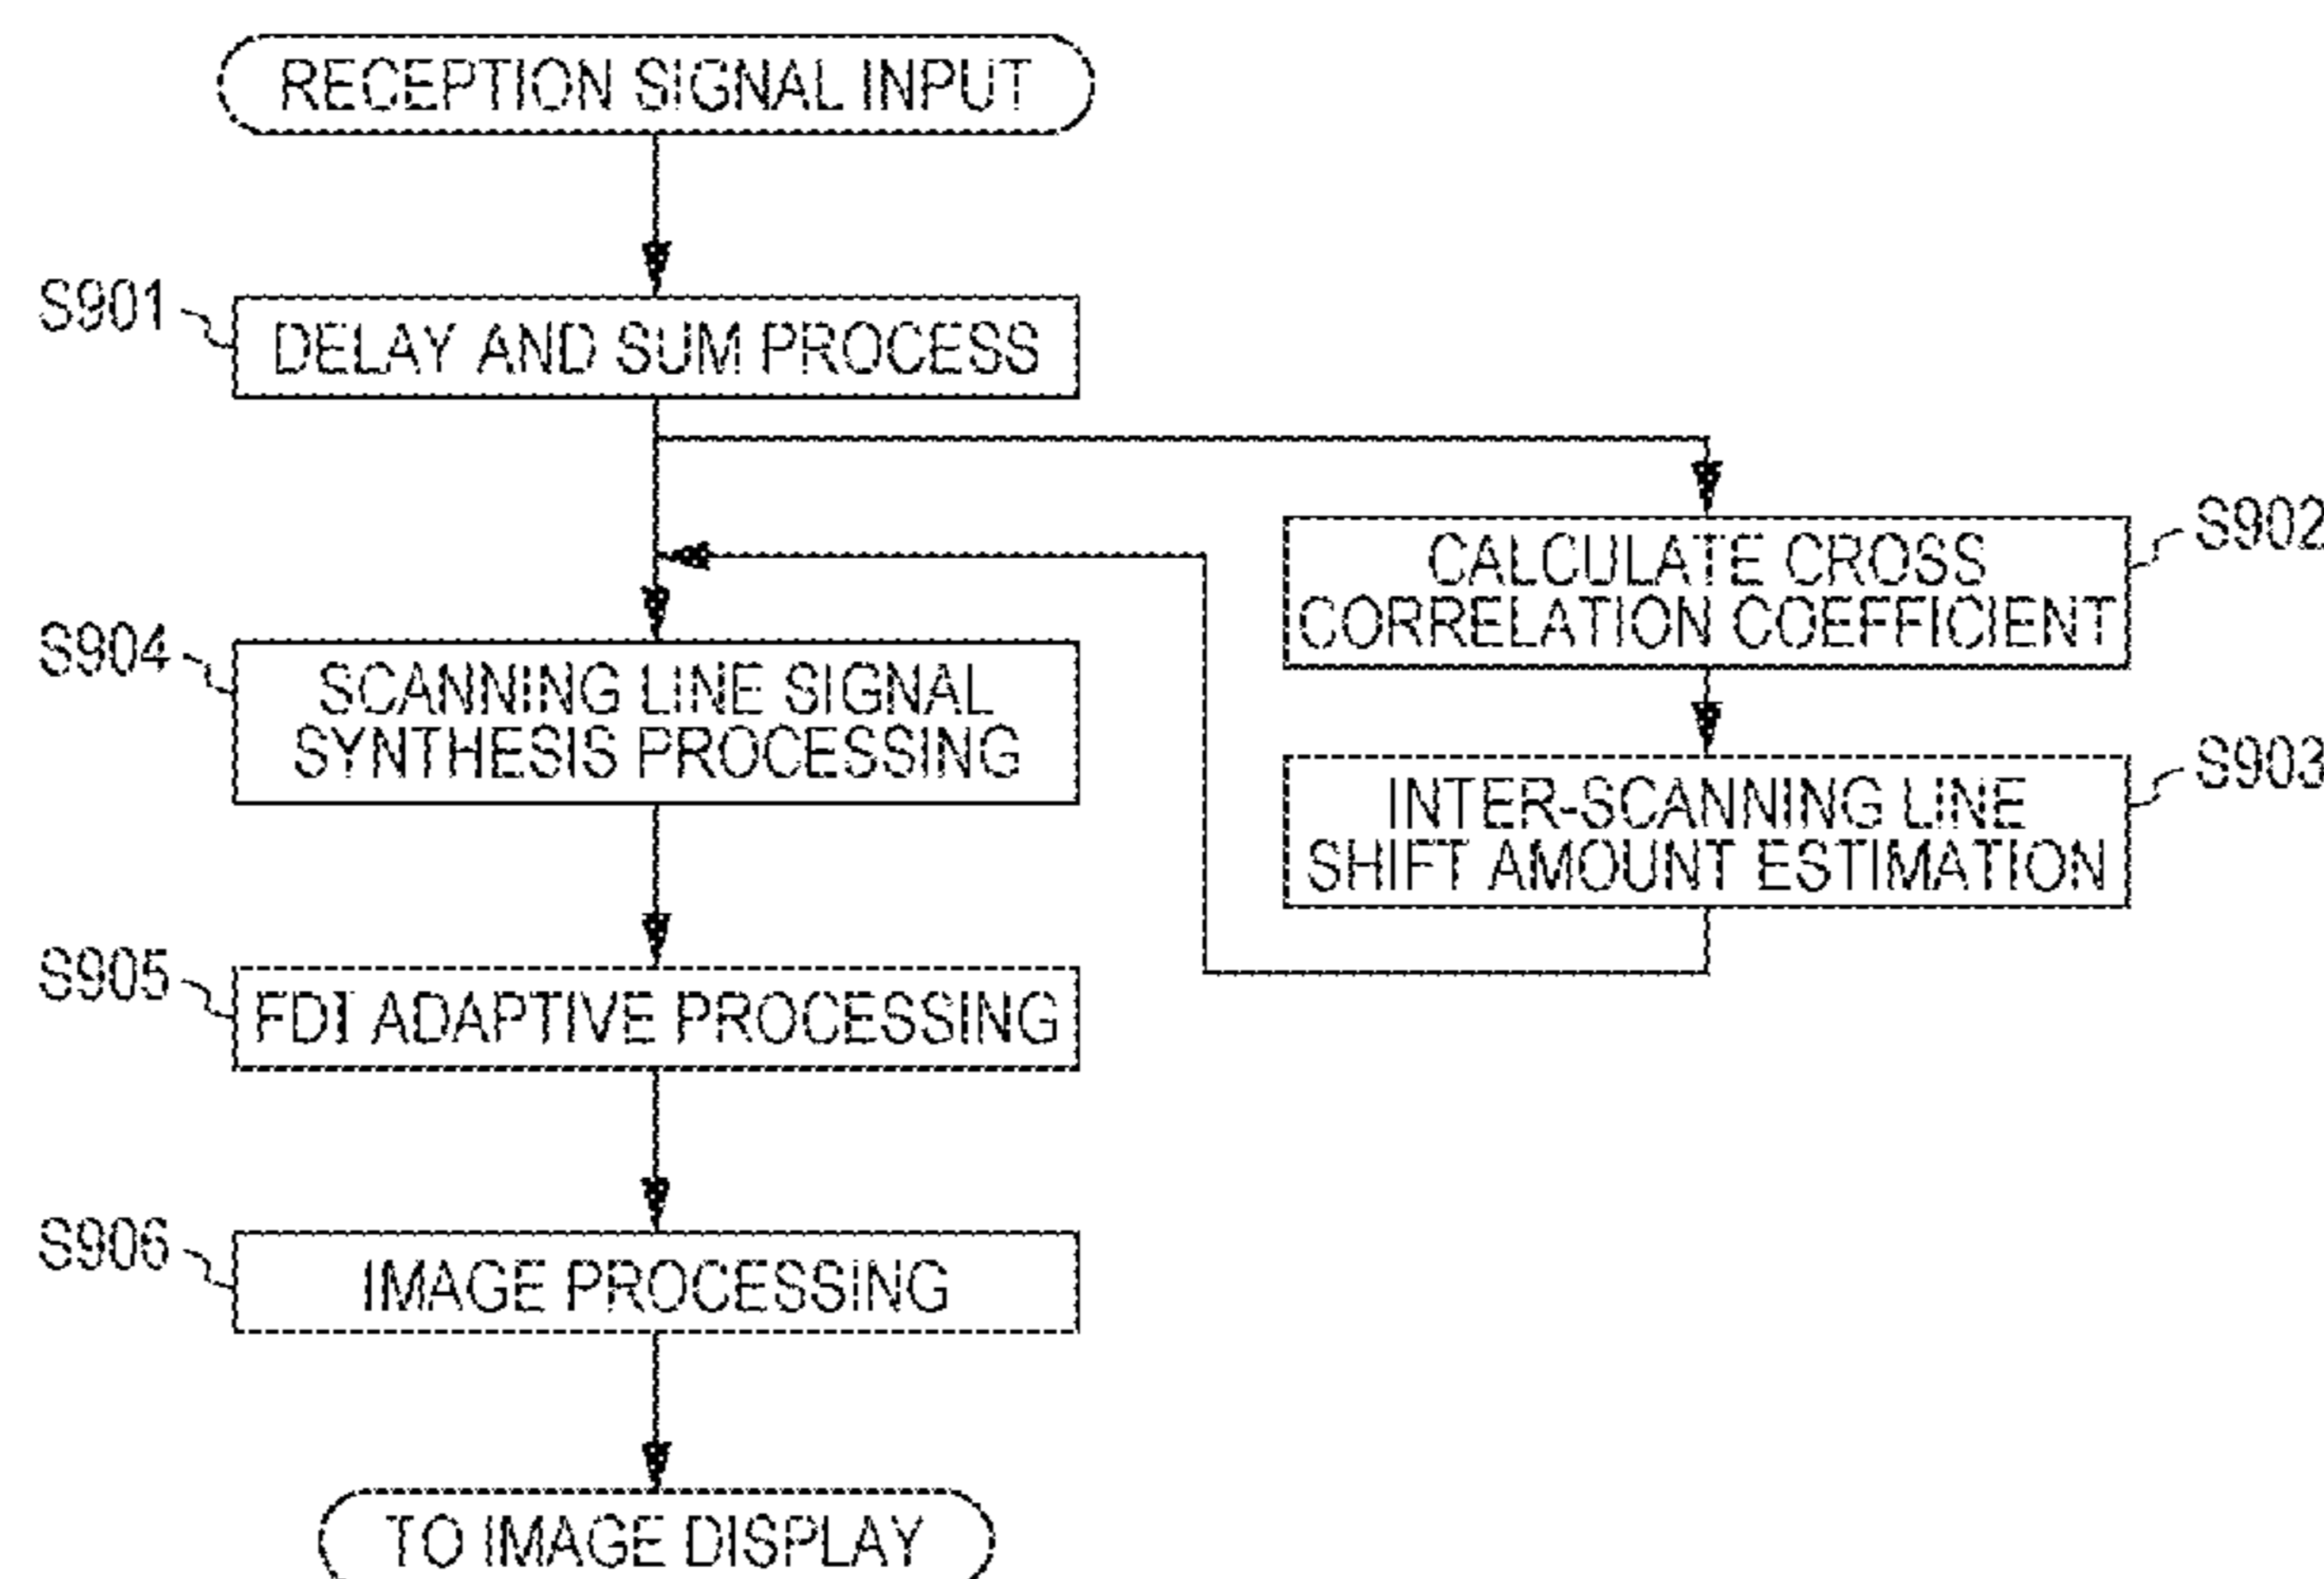 RECEPTION SIGNAL INPUT
S901
DELAY AND SUM PROCESS
S902
CALCULATE CROSS
CORRELATION COEFFICIENT
S903
INTER-SCANNING LINE
SHIFT AMOUNT ESTIMATION
S904
SCANNING LINE SIGNAL
SYNTHESIS PROCESSING
S905
FDI ADAPTIVE PROCESSING
S906
IMAGE PROCESSING
TO IMAGE DISPLAY